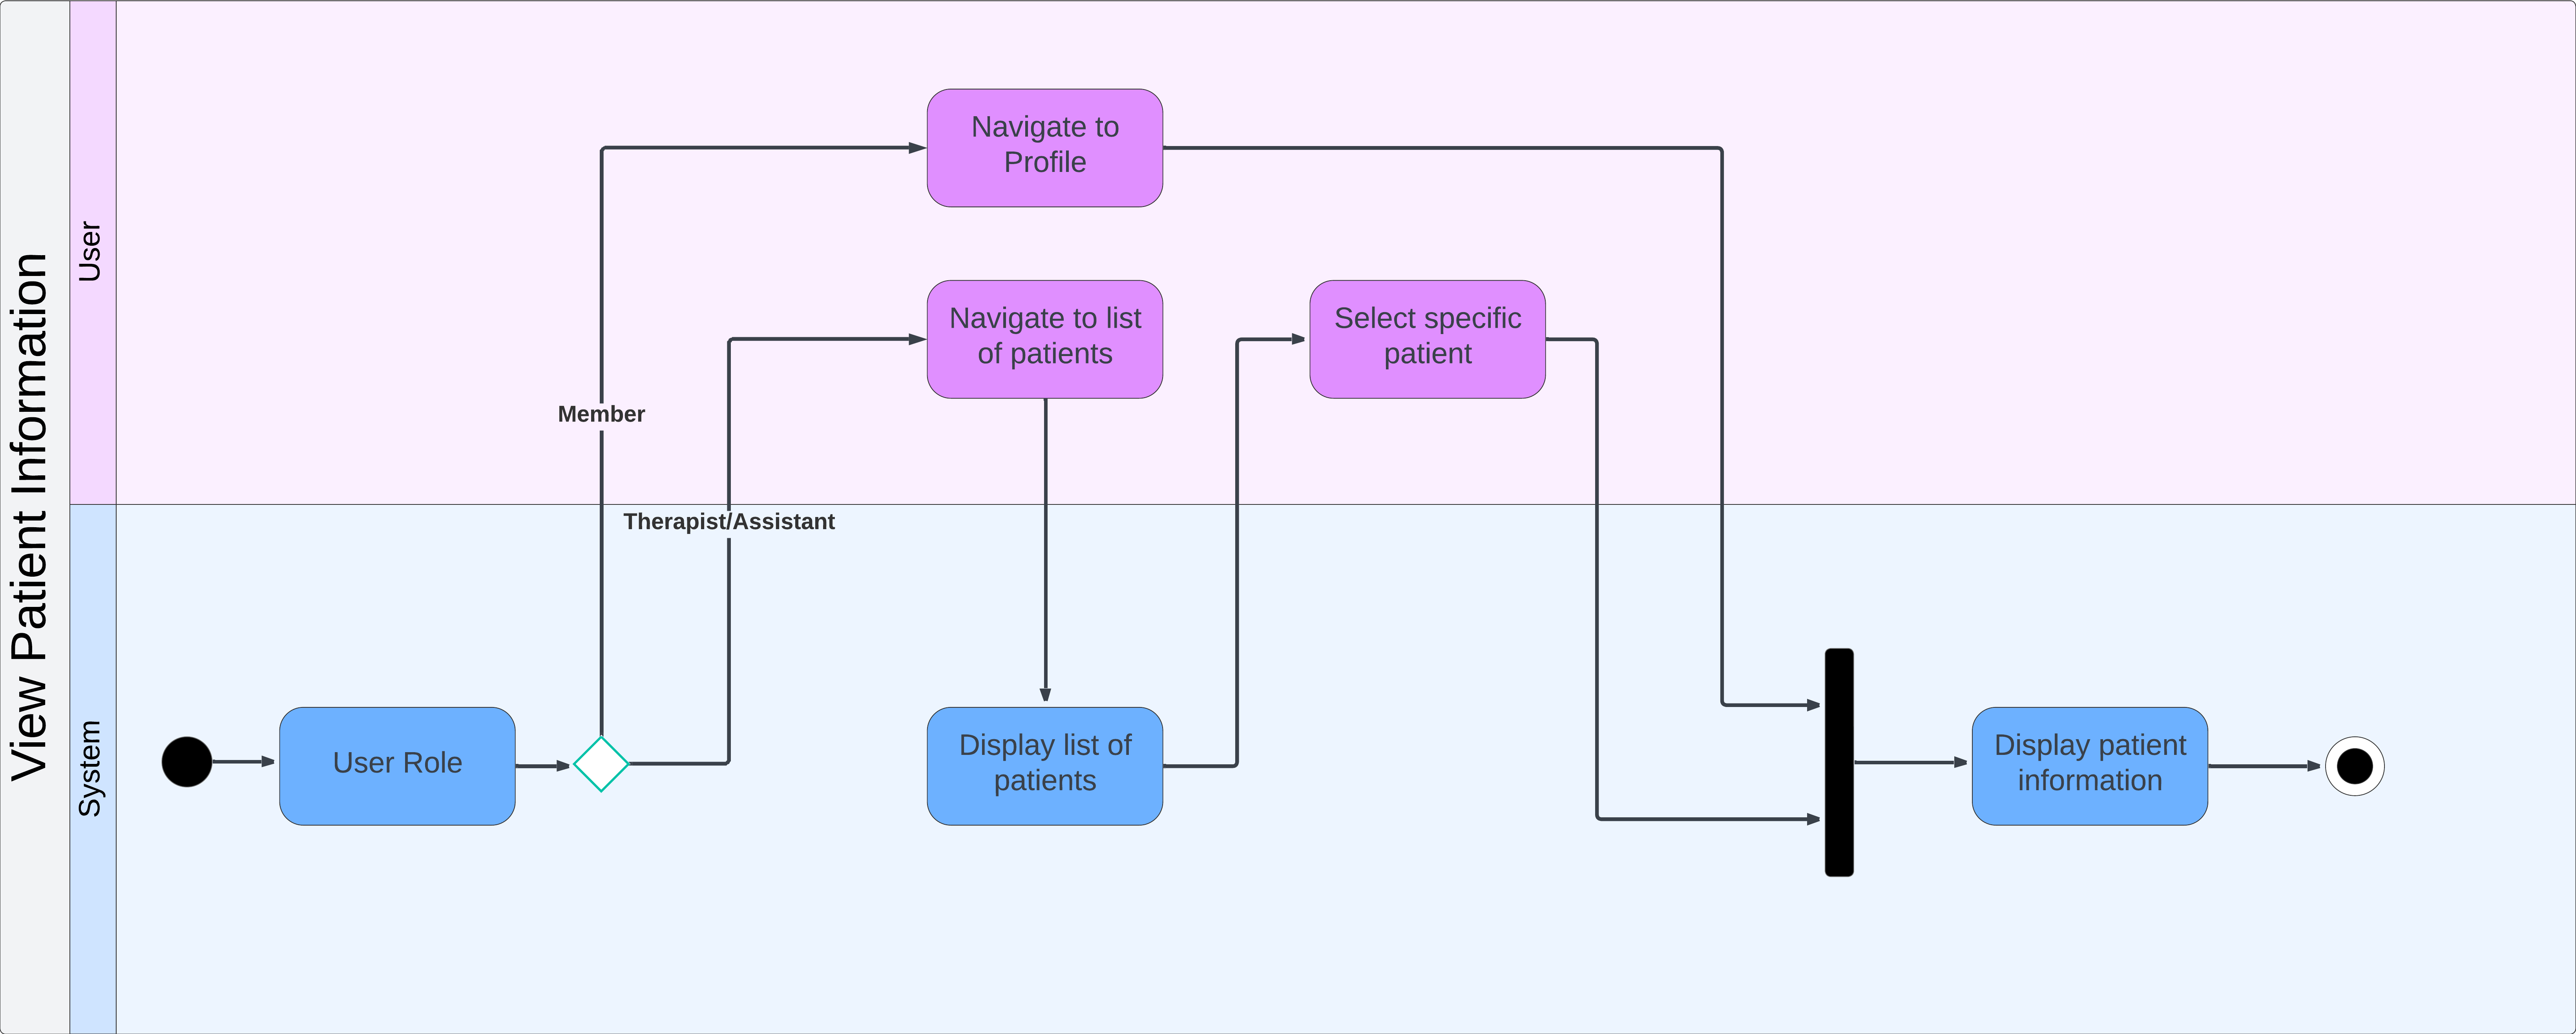 View Patient Information
User
System
Navigate to
Profile
Navigate to list
of patients
Select specific
patient
Member
Therapist/Assistant
User Role
Display list of
patients
Display patient
information